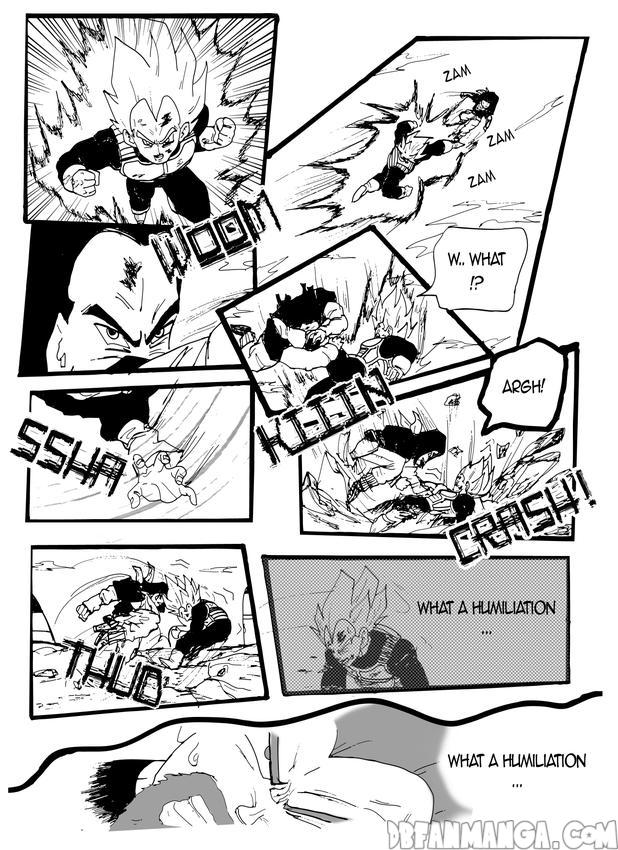 ZAM
ZAM
ZAM
WOOM
W.. WHAT
!?
KIIIN
ARGH!
SSHA
CRASH!
THUD
WHAT A HUMILIATION
...
WHAT A HUMILIATION
...
DBFANMANGA.COM